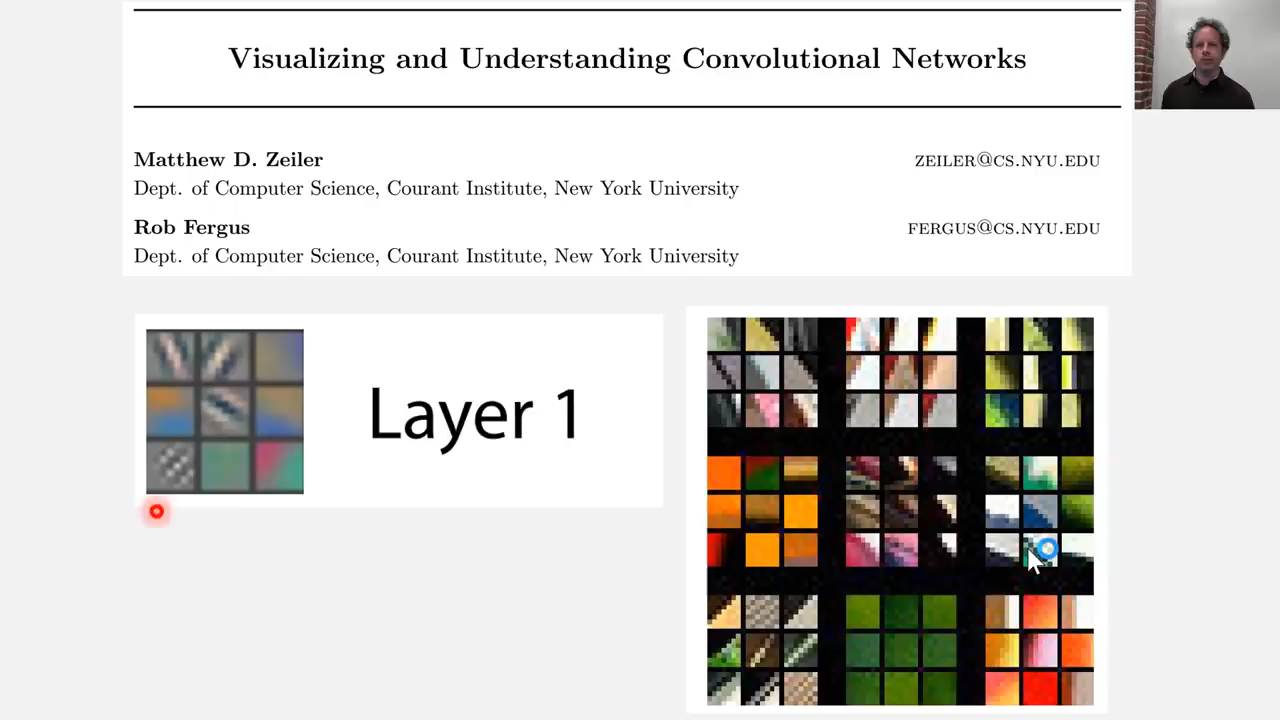 Visualizing and Understanding Convolutional Networks
Matthew D. Zeiler ZEILER@CS.NYU.EDU
Dept. of Computer Science, Courant Institute, New York University
Rob Fergus FERGUS@CS.NYU.EDU
Dept. of Computer Science, Courant Institute, New York University
Layer 1